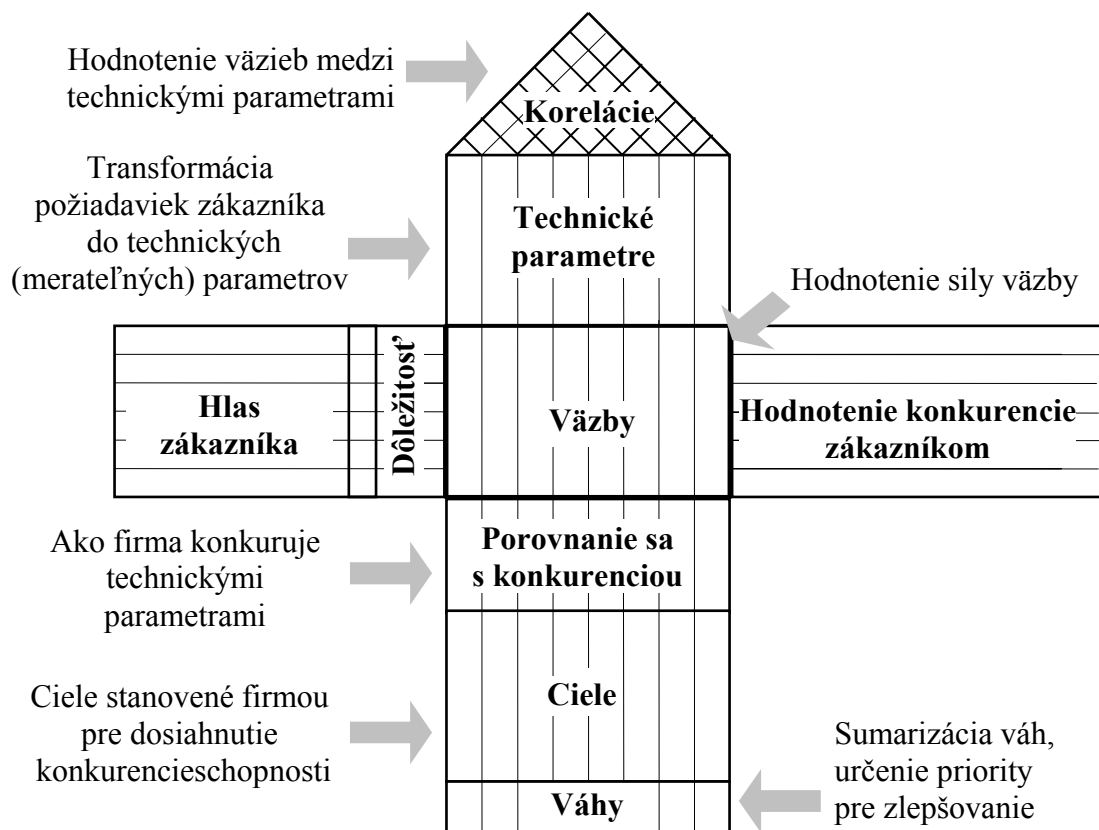 Hodnotenie väzieb medzi
technickými parametrami
Korelácie
Transformácia
požiadaviek zákazníka
do technických
(merateľných) parametrov
Technické
parametre
Hodnotenie sily väzby
Hlas
zákazníka
Dôležitosť
Väzby
Hodnotenie konkurencie
zákazníkom
Ako firma konkuruje
technickými
parametrami
Porovnanie sa
s konkurenciou
Ciele stanovené firmou
pre dosiahnutie
konkurencieschopnosti
Ciele
Sumarizácia váh,
určenie priority
pre zlepšovanie
Váhy